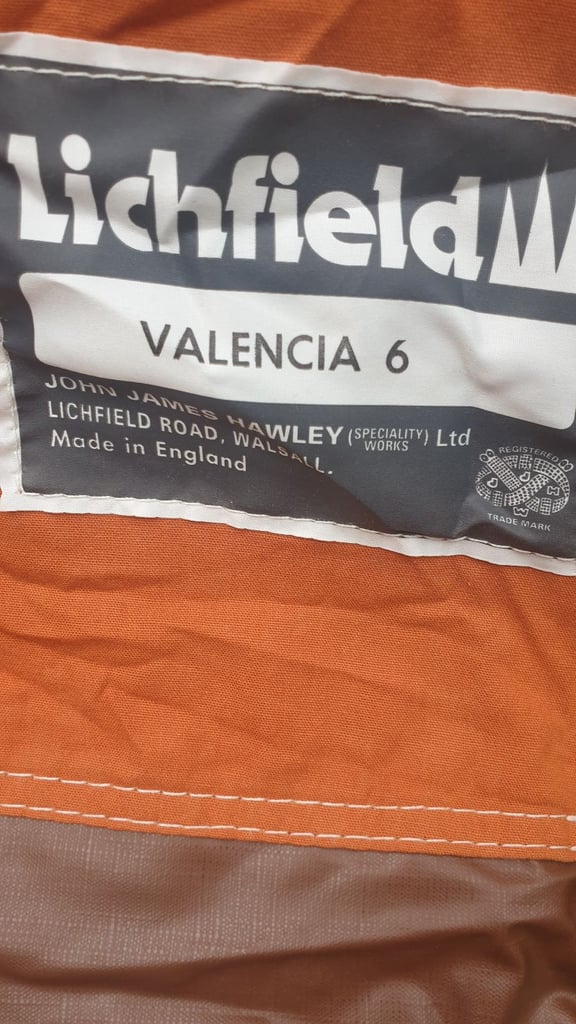 Lichfield
VALENCIA 6
JOHN JAMES HAWLEY (SPECIALITY WORKS) Ltd
LICHFIELD ROAD, WALSALL.
Made in England
REGISTERED
TRADE MARK